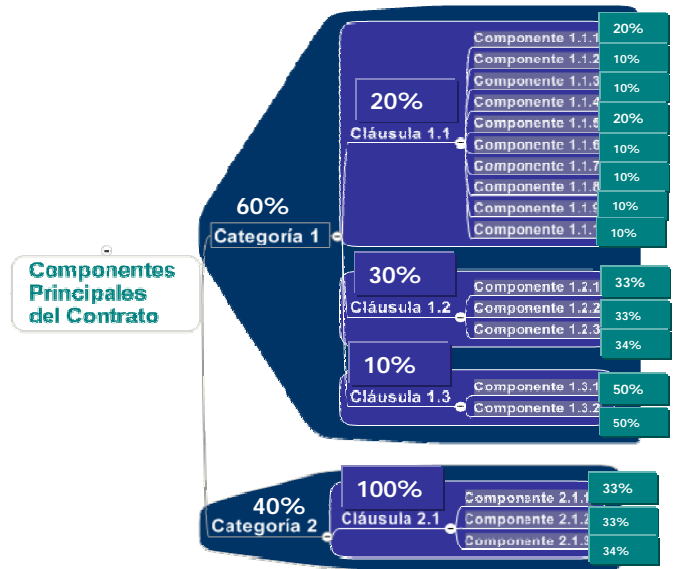 20%
Componente 1.1.1
10%
Componente 1.1.2
10%
Componente 1.1.3
20%
Componente 1.1.4
20%
Componente 1.1.5
Cláusula 1.1
10%
Componente 1.1.6
10%
Componente 1.1.7
10%
Componente 1.1.8
Componente 1.1.9
10%
Componente 1.1.1
60%
Categoría 1
Componentes
Principales
del Contrato
30%
33%
Componente 1.2.1
Cláusula 1.2
33%
Componente 1.2.2
34%
Componente 1.2.3
10%
50%
Componente 1.3.1
Cláusula 1.3
50%
Componente 1.3.2
40%
Categoría 2
100%
33%
Componente 2.1.1
Cláusula 2.1
33%
Componente 2.1.2
34%
Componente 2.1.3